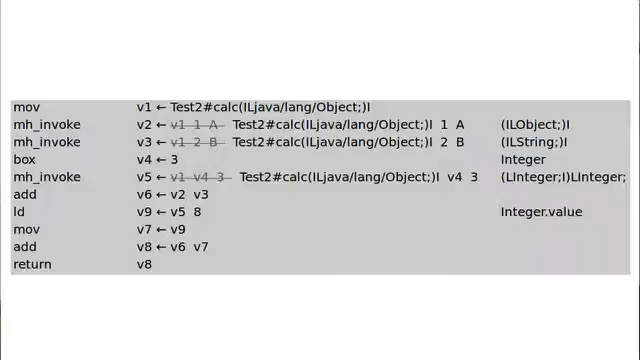 mov v1 ← Test2#calc(ILjava/lang/Object;)I
mh_invoke v2 ← v1 1 A Test2#calc(ILjava/lang/Object;)I 1 A (ILObject;)I
mh_invoke v3 ← v1 2 B Test2#calc(ILjava/lang/Object;)I 2 B (ILString;)I
box v4 ← 3 Integer
mh_invoke v5 ← v1 v4 3 Test2#calc(ILjava/lang/Object;)I v4 3 (LInteger;I)LInteger;
add v6 ← v2 v3
ld v9 ← v5 8 Integer.value
mov v7 ← v9
add v8 ← v6 v7
return v8